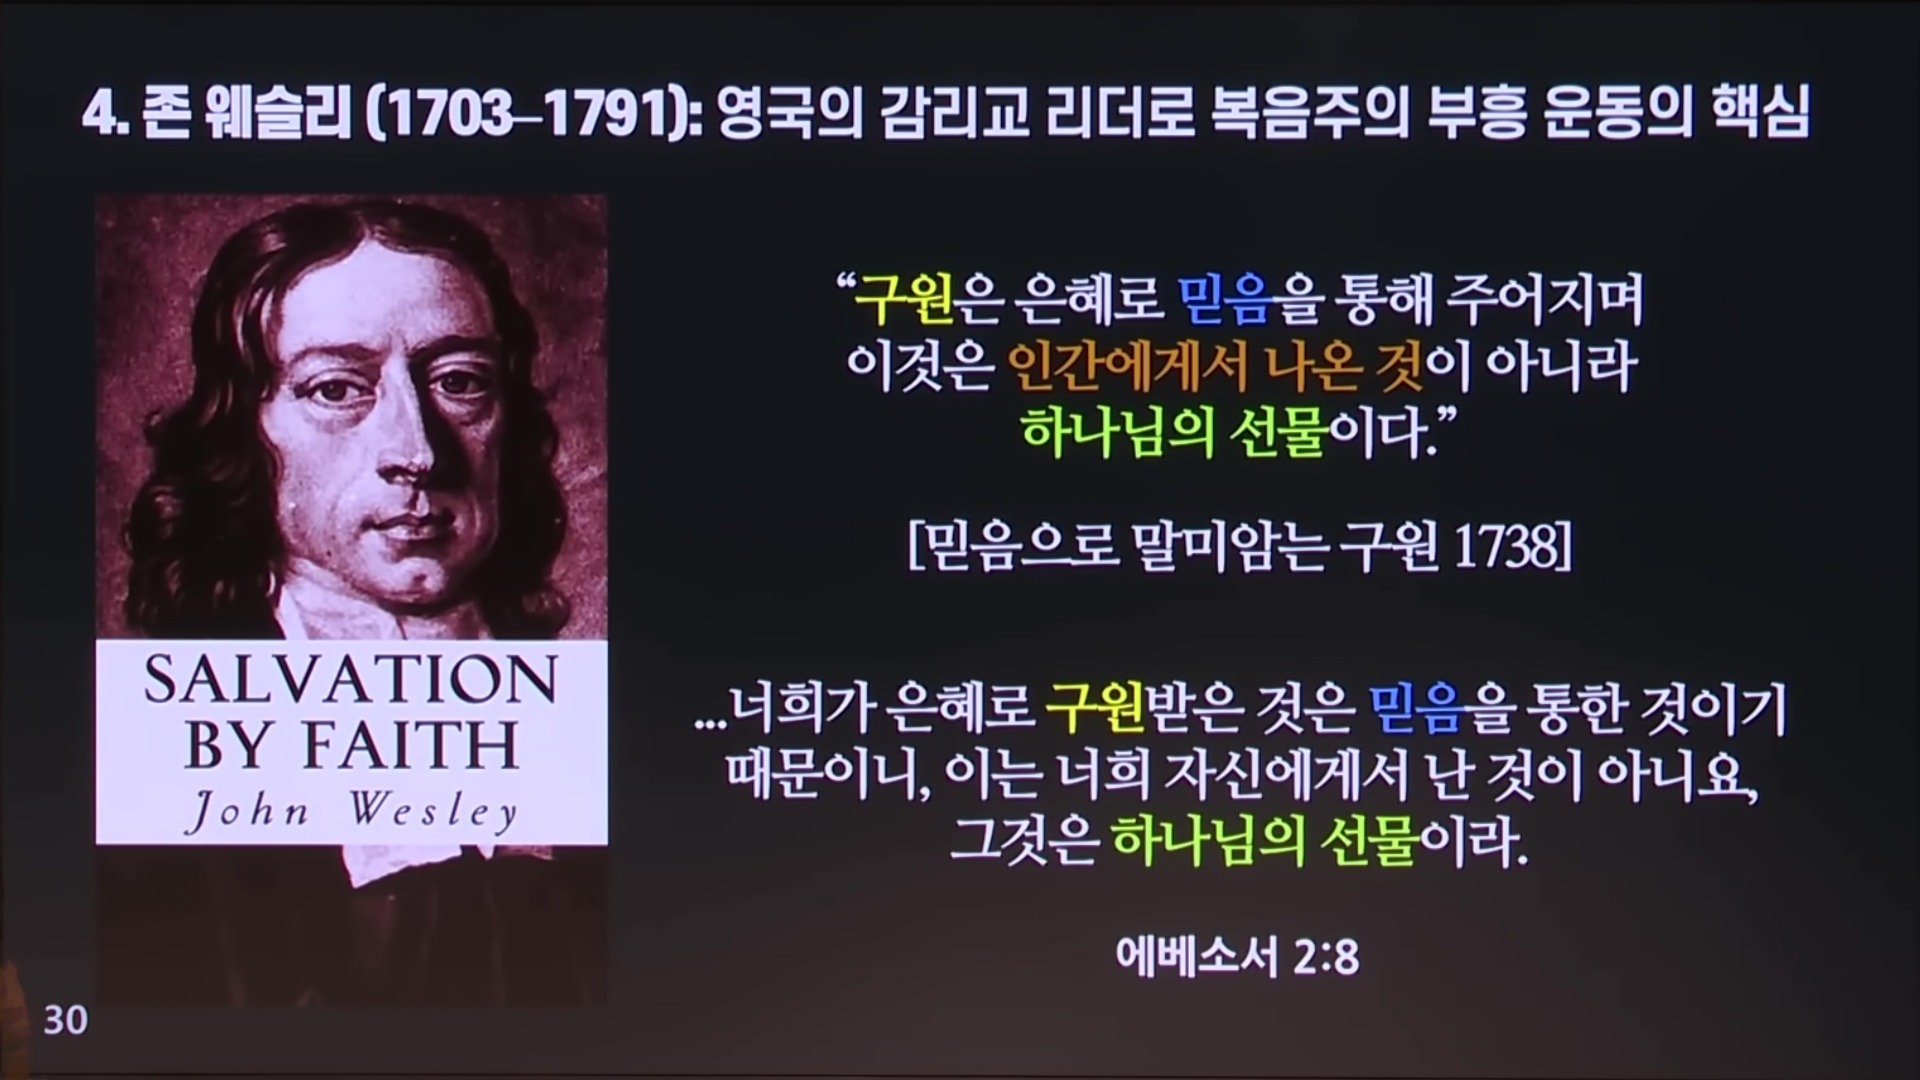 4. 존 웨슬리 (1703–1791): 영국의 감리교 리더로 복음주의 부흥 운동의 핵심
“구원은 은혜로 믿음을 통해 주어지며
이것은 인간에게서 나온 것이 아니라
하나님의 선물이다.”
[믿음으로 말미암는 구원 1738]
SALVATION
BY FAITH
John Wesley
...너희가 은혜로 구원받은 것은 믿음을 통한 것이기
때문이니, 이는 너희 자신에게서 난 것이 아니요,
그것은 하나님의 선물이라.
에베소서 2:8
30